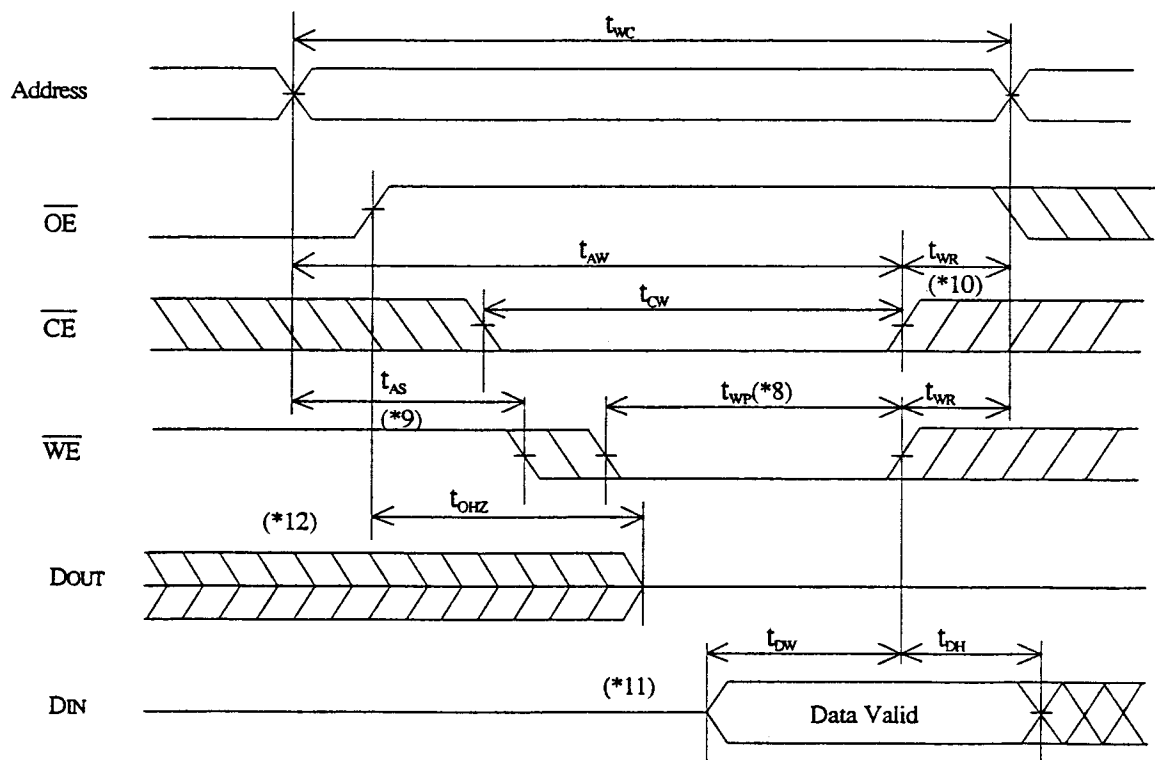 tWC
Address
OE
tAW
tWR
(*10)
CE
tCW
tAS
(*9)
tWP(*8)
tWR
WE
tOHZ
(*12)
DOUT
tDW
tDH
(*11)
DIN
Data Valid